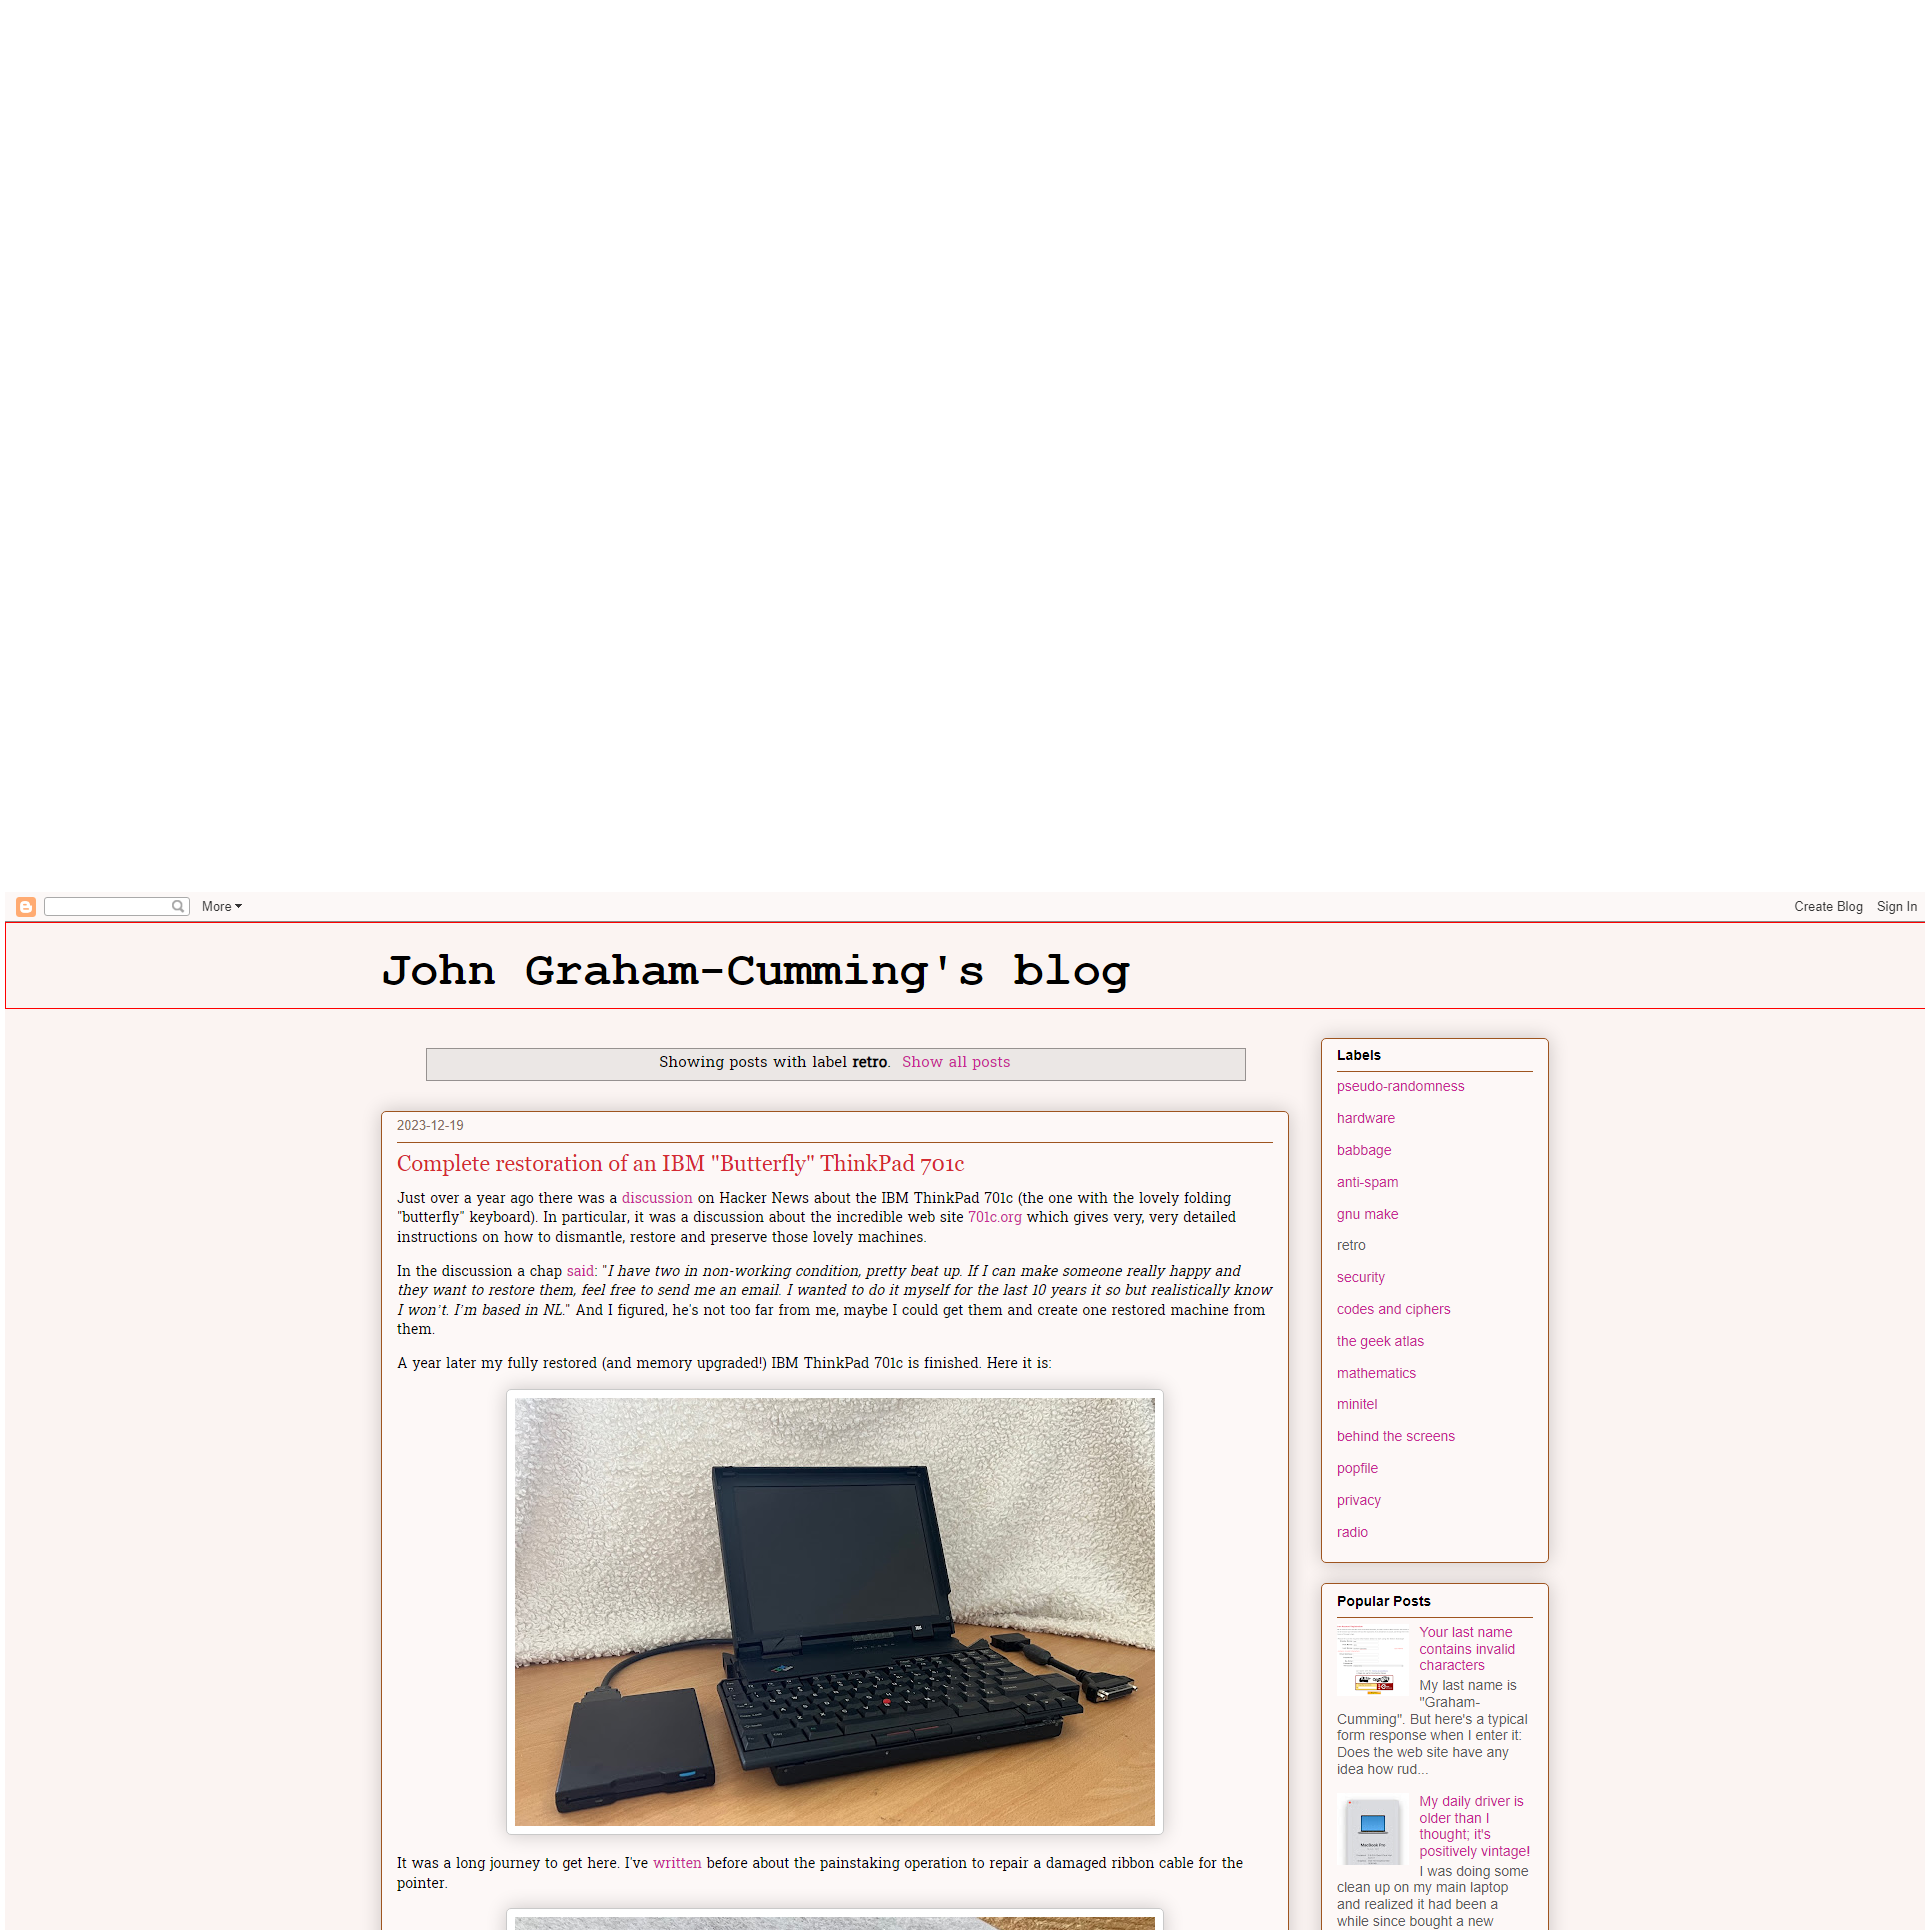 More
Create Blog Sign In
John Graham-Cumming's blog
Showing posts with label retro. Show all posts
2023-12-19
Complete restoration of an IBM "Butterfly" ThinkPad 701c
Just over a year ago there was a discussion on Hacker News about the IBM ThinkPad 701c (the one with the lovely folding
"butterfly" keyboard). In particular, it was a discussion about the incredible web site 701c.org which gives very, very detailed
instructions on how to dismantle, restore and preserve those lovely machines.
In the discussion a chap said: "I have two in non-working condition, pretty beat up. If I can make someone really happy and
they want to restore them, feel free to send me an email. I wanted to do it myself for the last 10 years it so but realistically know
I won't. I'm based in NL." And I figured, he's not too far from me, maybe I could get them and create one restored machine from
them.
A year later my fully restored (and memory upgraded!) IBM ThinkPad 701c is finished. Here it is:
It was a long journey to get here. I've written before about the painstaking operation to repair a damaged ribbon cable for the
pointer.
Labels
pseudo-randomness
hardware
babbage
anti-spam
gnu make
retro
security
codes and ciphers
the geek atlas
mathematics
minitel
behind the screens
popfile
privacy
radio
Popular Posts
Your last name
contains invalid
characters
My last name is
"Graham-
Cumming". But here's a typical
form response when I enter it:
Does the web site have any
idea how rud...
My daily driver is
older than I
thought; it's
positively vintage!
MacBook Pro
I was doing some
clean up on my main laptop
and realized it had been a
while since bought a new